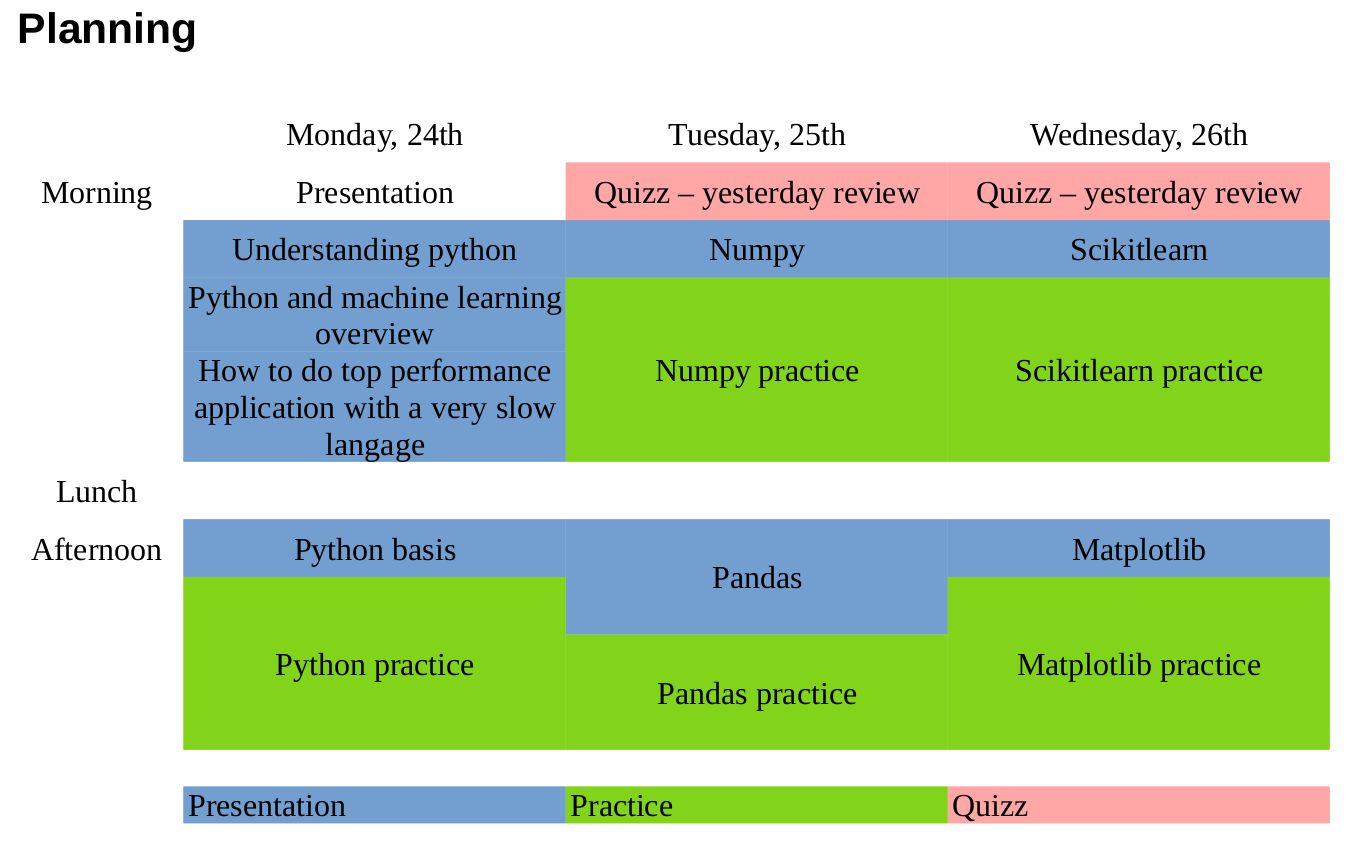 Planning
Monday, 24th Tuesday, 25th Wednesday, 26th
Morning Presentation Quizz – yesterday review Quizz – yesterday review
Understanding python Numpy Scikitlearn
Python and machine learning
overview
How to do top performance
application with a very slow
langage
Numpy practice Scikitlearn practice
Lunch
Afternoon Python basis Pandas Matplotlib
Python practice Pandas practice Matplotlib practice
Presentation Practice Quizz